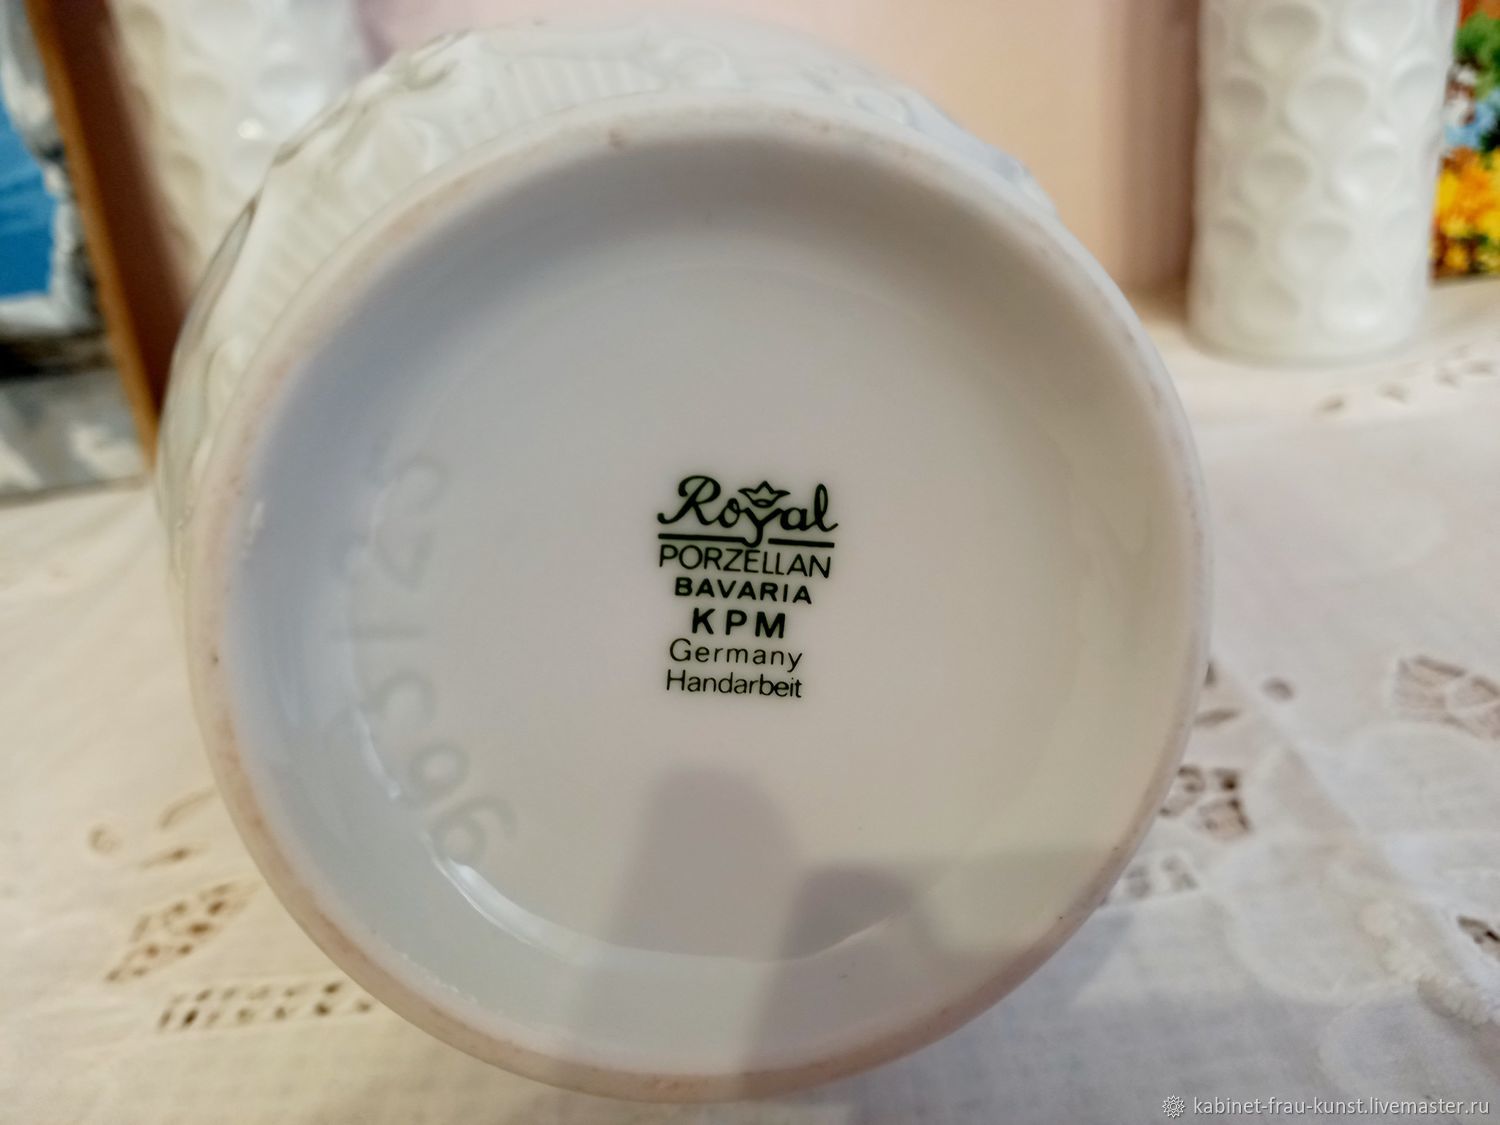 Royal
PORZELLAN
BAVARIA
KPM
Germany
Handarbeit
kabinet-frau-kunst.livemaster.ru